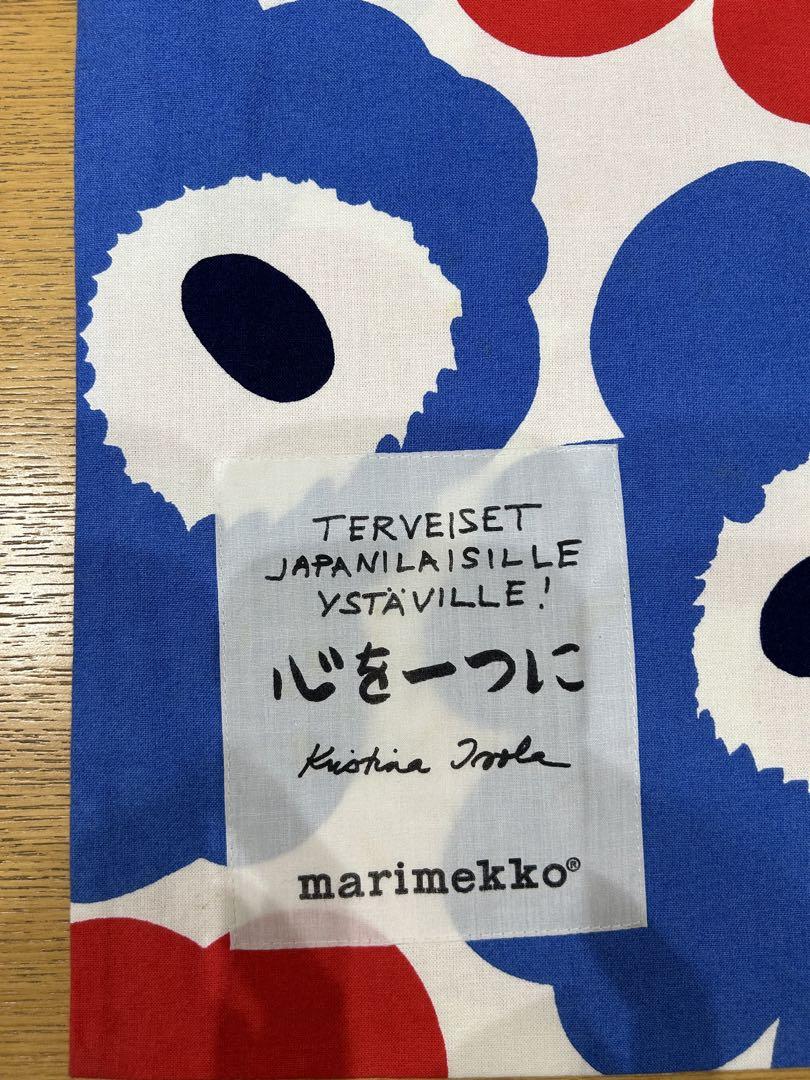 TERVEISET
JAPANILAISILLE
YSTÄVILLE!
心を一つに
Kristina Isola
marimekko®